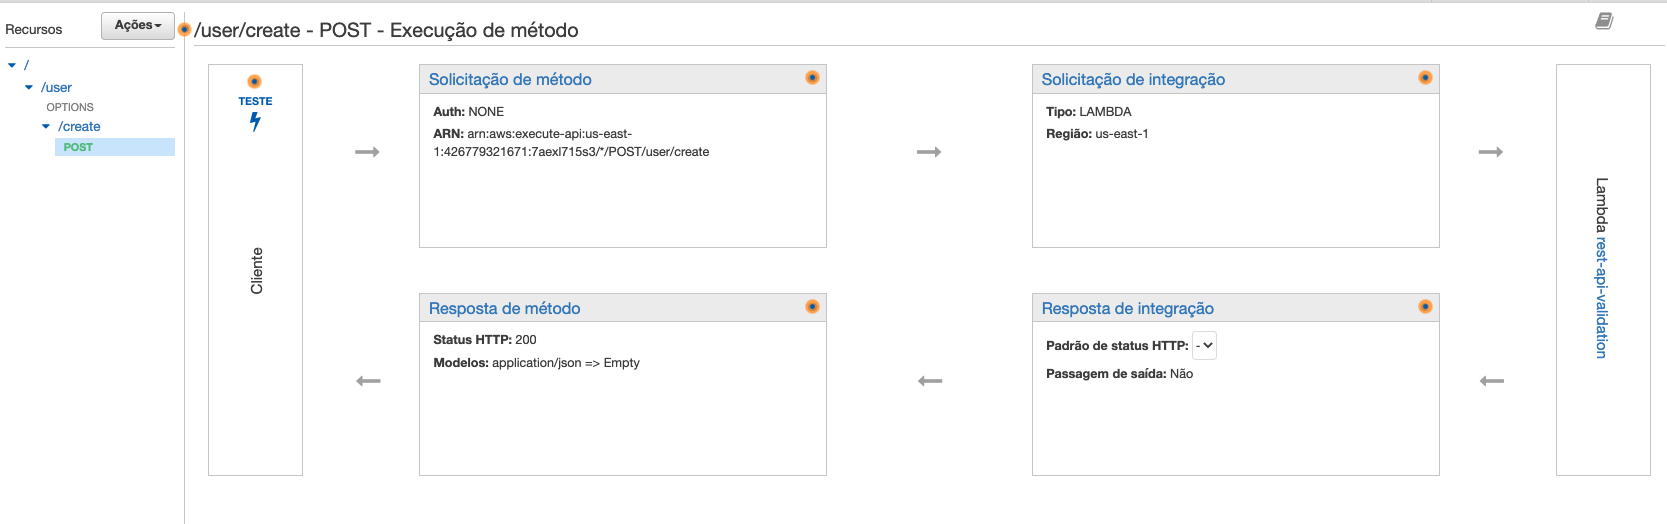 Recursos
Ações
/user/create - POST - Execução de método
/
/user
OPTIONS
/create
POST
TESTE
Cliente
Solicitação de método
Auth: NONE
ARN: arn:aws:execute-api:us-east-
1:426779321671:7aexl715s3/*/POST/user/create
Solicitação de integração
Tipo: LAMBDA
Região: us-east-1
Resposta de método
Status HTTP: 200
Modelos: application/json => Empty
Resposta de integração
Padrão de status HTTP: -
Passagem de saída: Não
Lambda rest-api-validation